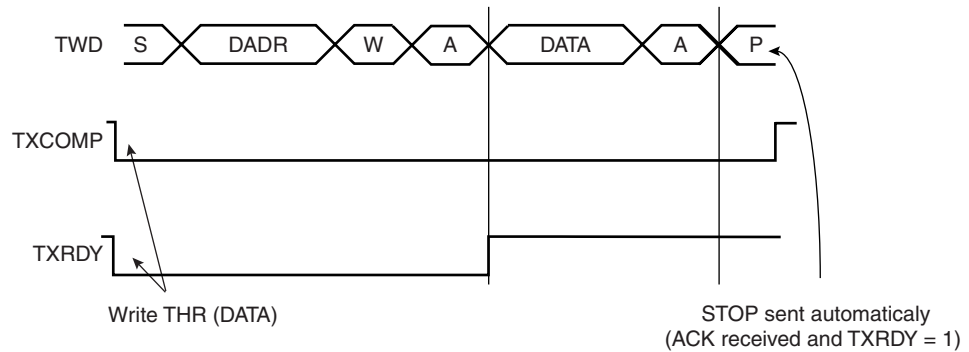 TWD S DADR W A DATA A P
TXCOMP
TXRDY
Write THR (DATA)
STOP sent automaticaly
(ACK received and TXRDY = 1)